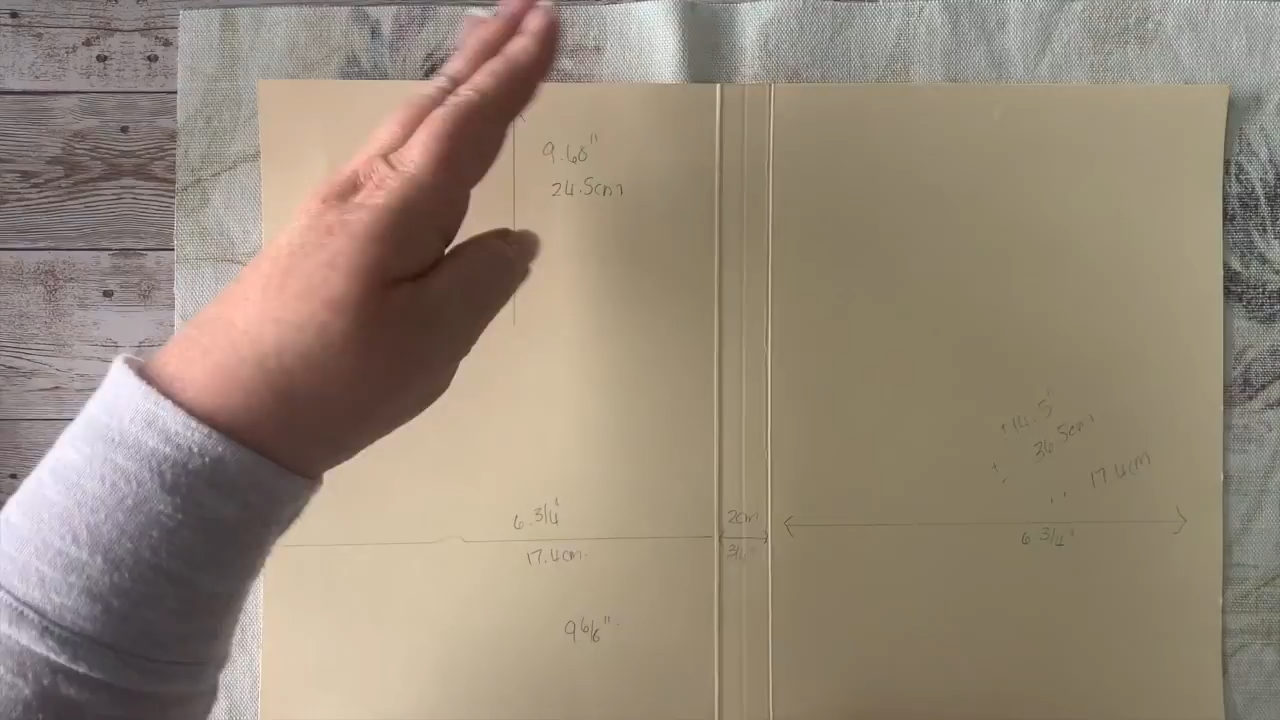 9.60"
24.5cm
14.5"
36.5cm
17.4cm
6.3/4"
2cm
17.4cm.
3/4"
6 3/4"
9 6/6"